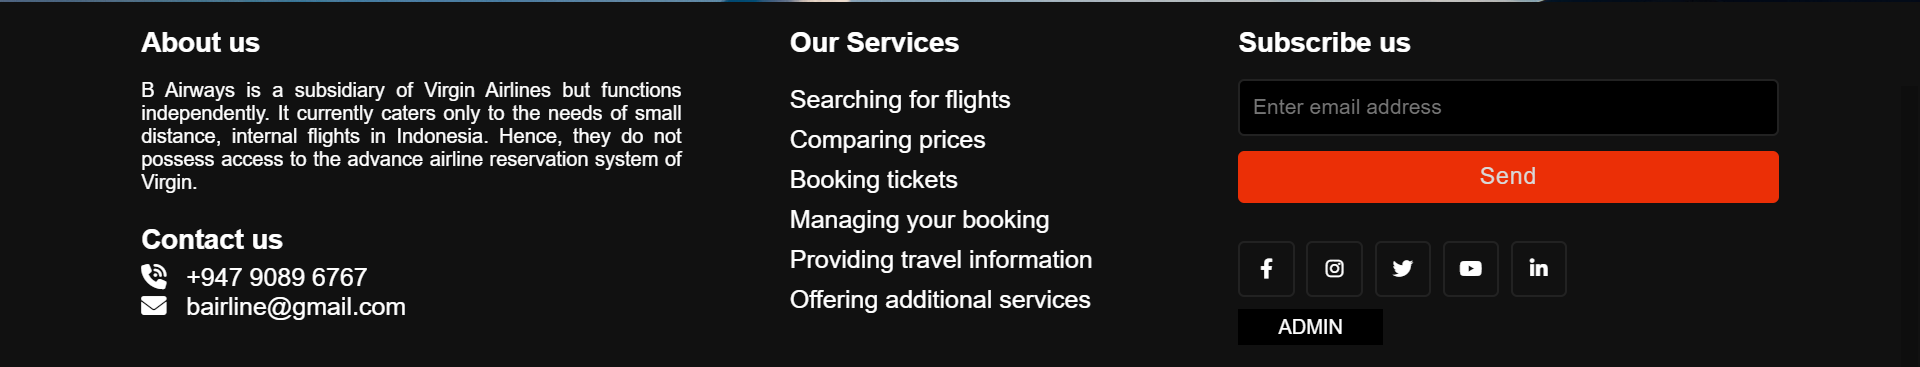 About us
B Airways is a subsidiary of Virgin Airlines but functions
independently. It currently caters only to the needs of small
distance, internal flights in Indonesia. Hence, they do not
possess access to the advance airline reservation system of
Virgin.
Contact us
+947 9089 6767
bairline@gmail.com
Our Services
Searching for flights
Comparing prices
Booking tickets
Managing your booking
Providing travel information
Offering additional services
Subscribe us
Enter email address
Send
ADMIN